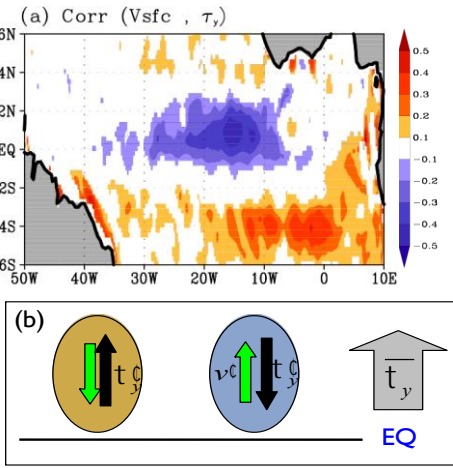 (a) Corr (Vsfc , τy)
6N
4N
2N
EQ
2S
4S
6S
50W 40W 30W 20W 10W 0 10E
0.5
0.4
0.3
0.2
0.1
−0.1
−0.2
−0.3
−0.4
−0.5
(b)
t¢y
v¢ t¢y
ty
EQ